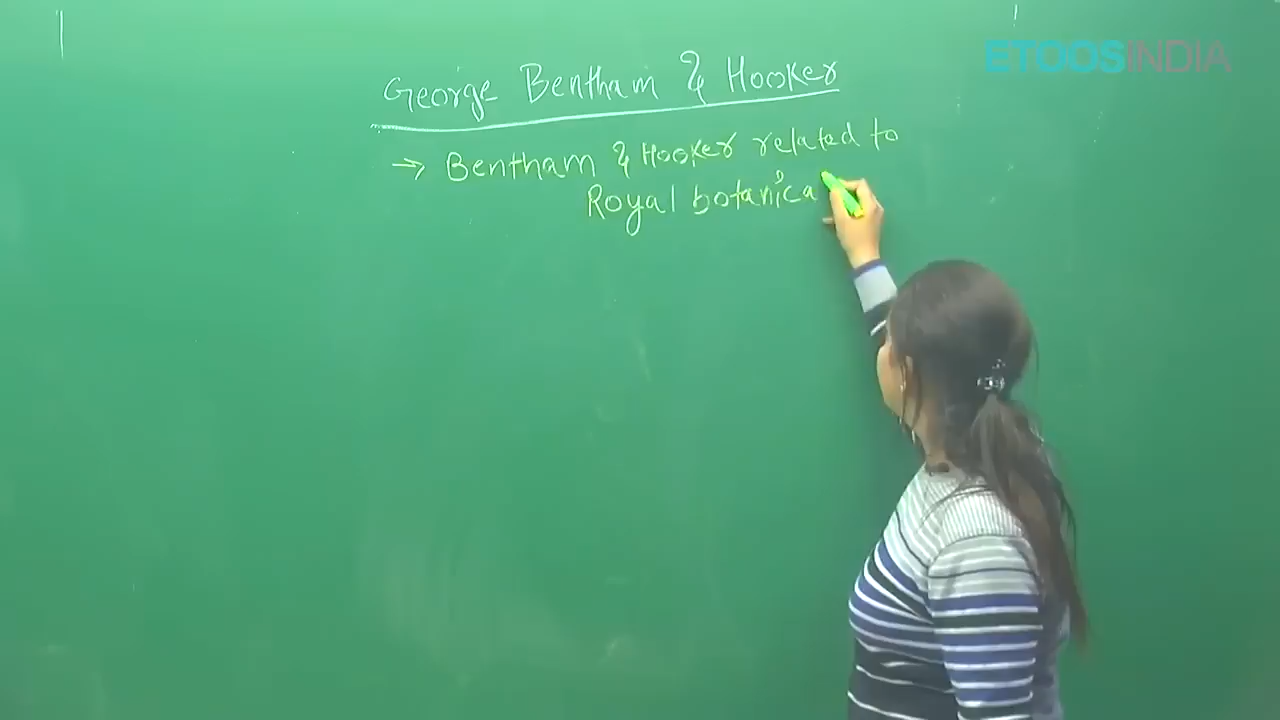 ETOOSINDIA
George Bentham & Hooker
→ Bentham & Hooker related to
Royal botanica